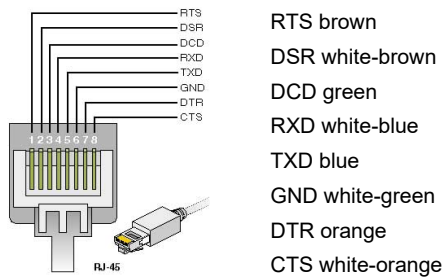 RTS
DSR
DCD
RXD
TXD
GND
DTR
CTS
1 2 3 4 5 6 7 8
RJ-45
RTS brown
DSR white-brown
DCD green
RXD white-blue
TXD blue
GND white-green
DTR orange
CTS white-orange